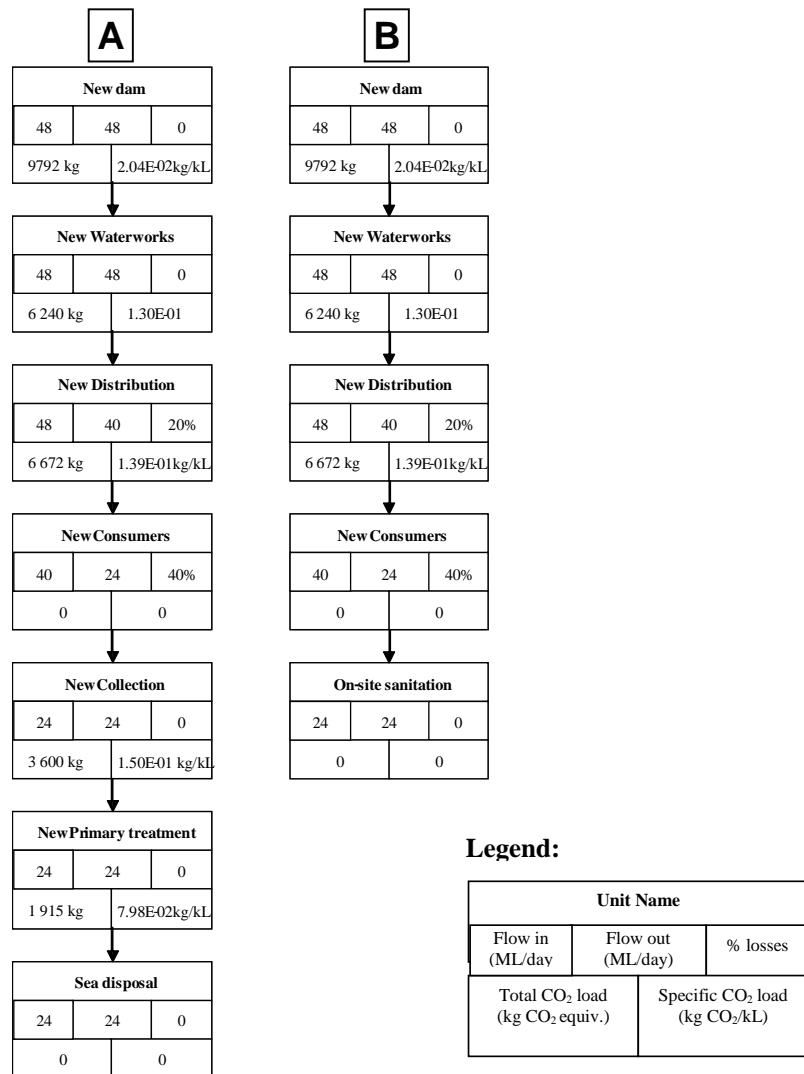 A
New dam
48 48 0
9792 kg 2.04E-02kg/kL
New Waterworks
48 48 0
6 240 kg 1.30E-01
New Distribution
48 40 20%
6 672 kg 1.39E-01kg/kL
New Consumers
40 24 40%
0 0
New Collection
24 24 0
3 600 kg 1.50E-01 kg/kL
New Primary treatment
24 24 0
1 915 kg 7.98E-02kg/kL
Sea disposal
24 24 0
0 0
B
New dam
48 48 0
9792 kg 2.04E-02kg/kL
New Waterworks
48 48 0
6 240 kg 1.30E-01
New Distribution
48 40 20%
6 672 kg 1.39E-01kg/kL
New Consumers
40 24 40%
0 0
On-site sanitation
24 24 0
0 0
Legend:
Unit Name
Flow in
(ML/day
Flow out
(ML/day)
% losses
Total CO₂ load
(kg CO₂ equiv.)
Specific CO₂ load
(kg CO₂/kL)